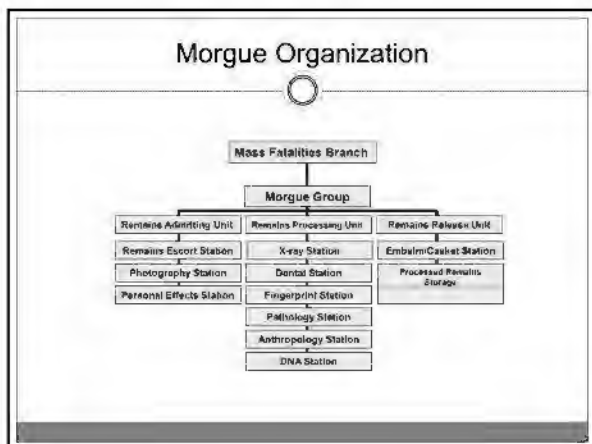 Morgue Organization
Mass Fatalities Branch
Morgue Group
Remains Admitting Unit
Remains Escort Station
Photography Station
Personal Effects Station
Remains Processing Unit
X-ray Station
Dental Station
Fingerprint Station
Pathology Station
Anthropology Station
DNA Station
Remains Release Unit
Embalm/Casket Station
Processed Remains
Storage